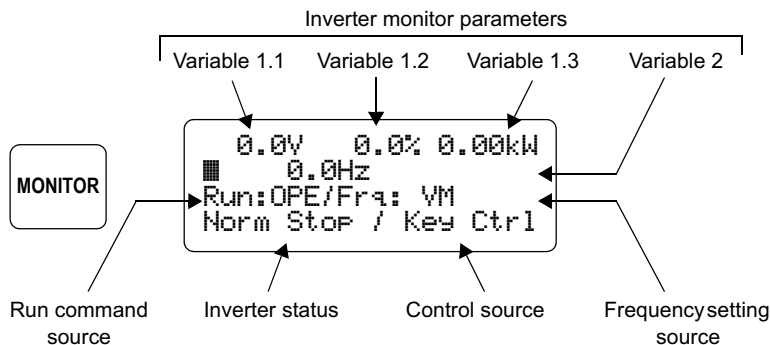 Inverter monitor parameters
Variable 1.1 Variable 1.2 Variable 1.3 Variable 2
MONITOR
0.0V 0.0% 0.00kW
0.0Hz
Run:OPE/Frq: VM
Norm Stop / Key Ctrl
Run command source
Inverter status
Control source
Frequency setting source